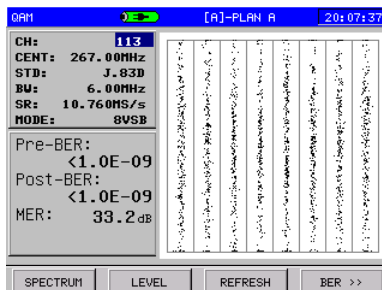 QAM [A]-PLAN A 20:07:37
CH: 113
CENT: 267.00MHz
STD: J.83D
BW: 6.00MHz
SR: 10.760MS/s
MODE: 8VSB
Pre-BER:
<1.0E-09
Post-BER:
<1.0E-09
MER: 33.2dB
SPECTRUM LEVEL REFRESH BER >>